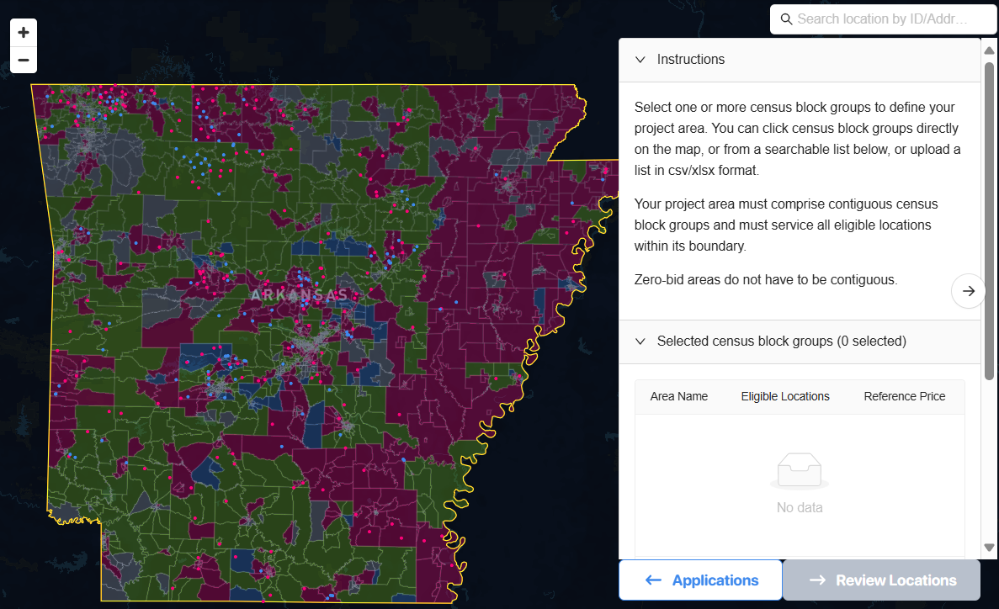 +
−
Search location by ID/Addr…
Instructions
Select one or more census block groups to define your
project area. You can click census block groups directly
on the map, or from a searchable list below, or upload a
list in csv/xlsx format.
Your project area must comprise contiguous census
block groups and must service all eligible locations
within its boundary.
Zero-bid areas do not have to be contiguous.
ARKANSAS
Selected census block groups (0 selected)
Area Name Eligible Locations Reference Price
No data
Applications
Review Locations